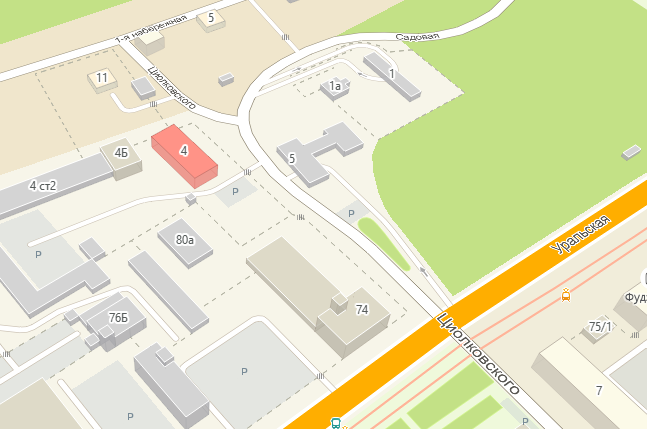 1-я набережная
5
Садовая
11
Циолковского
1
1а
4
4Б
5
4 ст2
P
P
80а
Уральская
P
74
76Б
Фуд
75/1
Циолковского
7
P
P
P